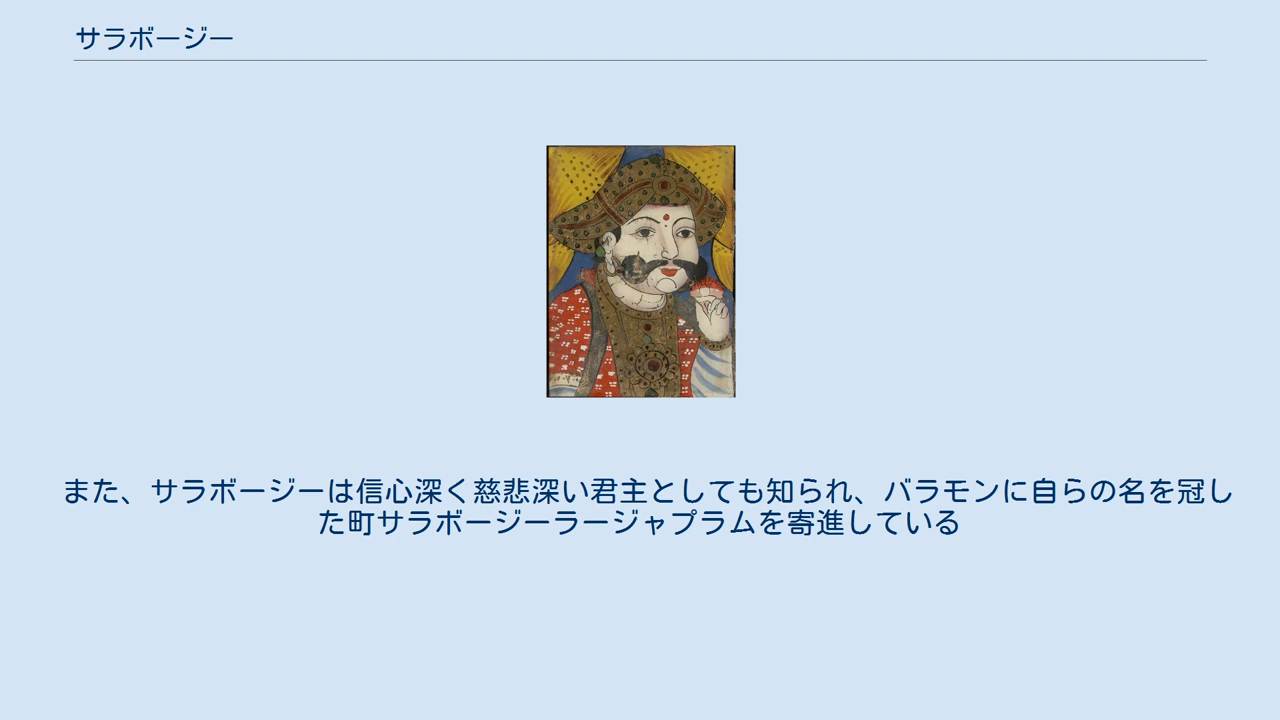 サラボージー
また、サラボージーは信心深く慈悲深い君主としても知られ、バラモンに自らの名を冠し
た町サラボージーラージャプラムを寄進している